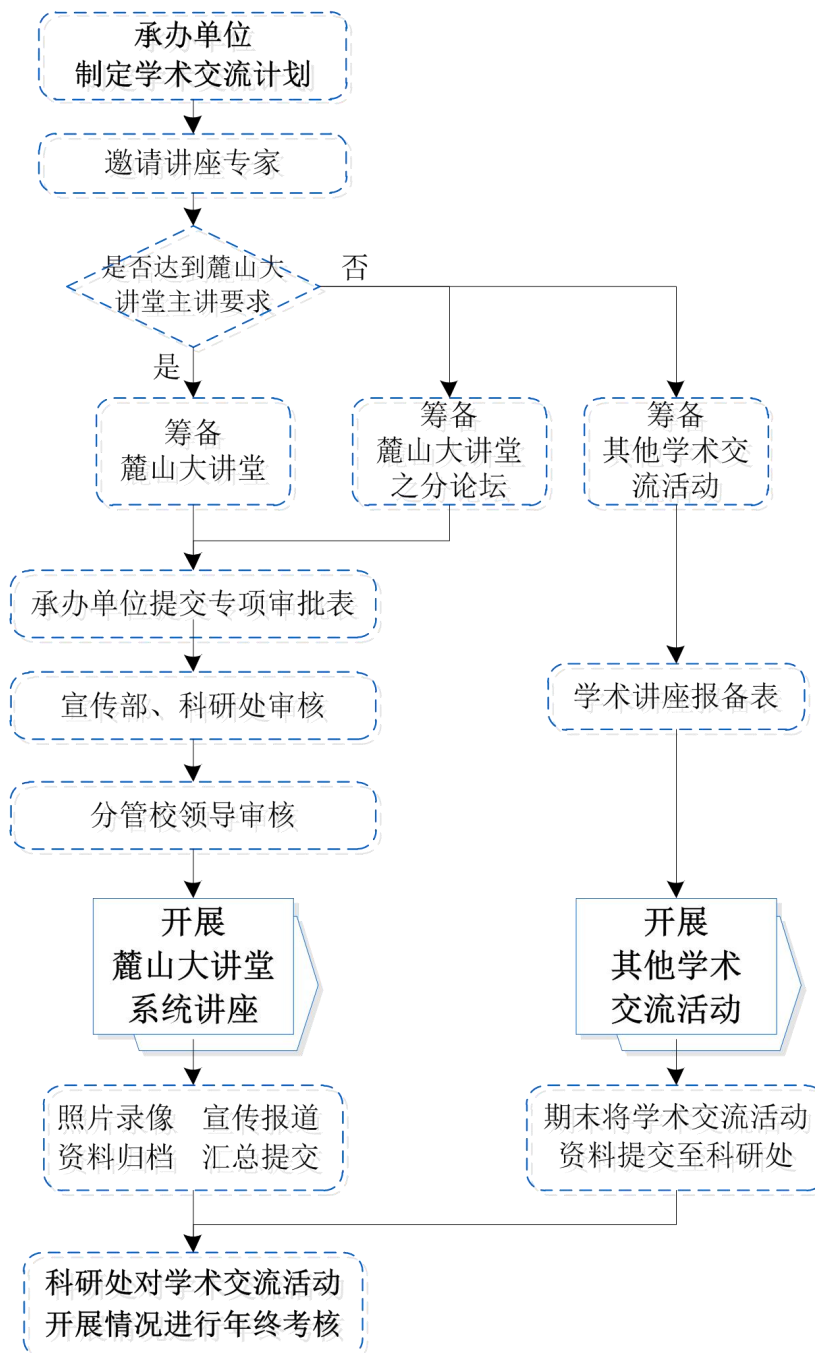 承办单位
制定学术交流计划
邀请讲座专家
是否达到麓山大
讲堂主讲要求
否
是
筹备
麓山大讲堂
筹备
麓山大讲堂
之分论坛
筹备
其他学术交
流活动
承办单位提交专项审批表
宣传部、科研处审核
学术讲座报备表
分管校领导审核
开展
麓山大讲堂
系统讲座
开展
其他学术
交流活动
照片录像 宣传报道
资料归档 汇总提交
期末将学术交流活动
资料提交至科研处
科研处对学术交流活动
开展情况进行年终考核